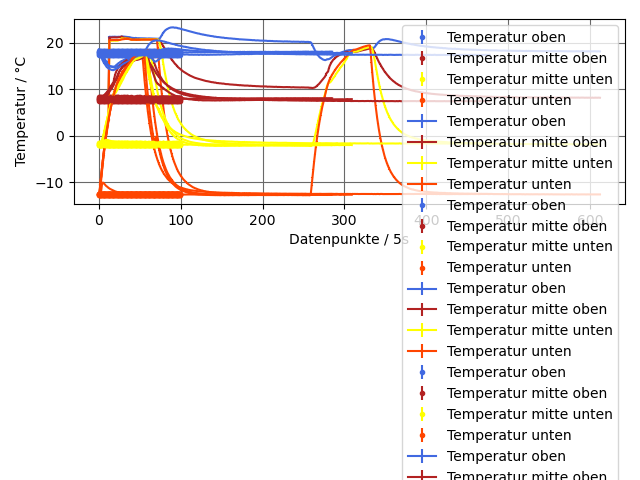 Temperatur / °C
20
10
0
−10
0
100
200
300
400
500
600
Datenpunkte / 5s
Temperatur oben
Temperatur mitte oben
Temperatur mitte unten
Temperatur unten
Temperatur oben
Temperatur mitte oben
Temperatur mitte unten
Temperatur unten
Temperatur oben
Temperatur mitte oben
Temperatur mitte unten
Temperatur unten
Temperatur oben
Temperatur mitte oben
Temperatur mitte unten
Temperatur unten
Temperatur oben
Temperatur mitte oben
Temperatur mitte unten
Temperatur unten
Temperatur oben
Temperatur mitte oben